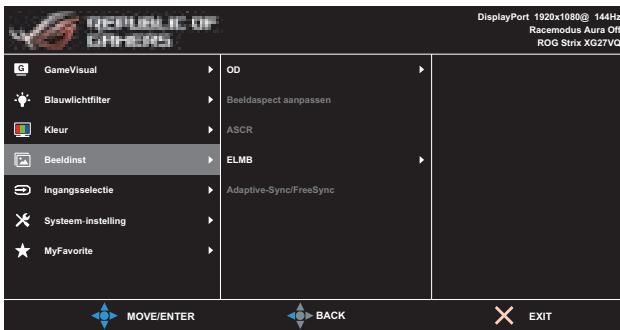 REPUBLIC OF
GAMERS
DisplayPort 1920x1080@ 144Hz
Racemodus Aura Off
ROG Strix XG27VQ
G GameVisual
Blauwlichtfilter
Kleur
Beeldinst
Ingangsselectie
Systeem-instelling
MyFavorite
OD
Beeldaspect aanpassen
ASCR
ELMB
Adaptive-Sync/FreeSync
MOVE/ENTER
BACK
EXIT